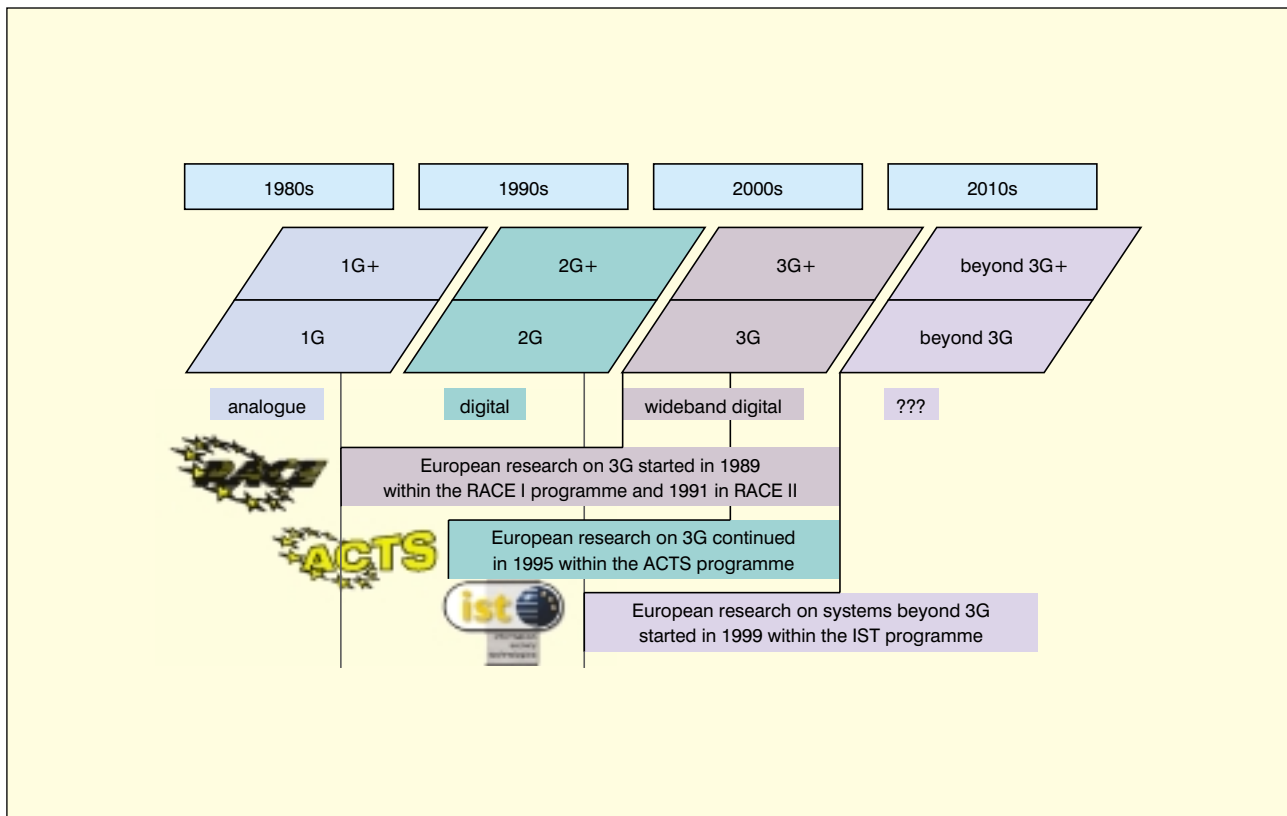 1980s
1990s
2000s
2010s
1G+
2G+
3G+
beyond 3G+
1G
2G
3G
beyond 3G
analogue
digital
wideband digital
???
RACE
European research on 3G started in 1989
within the RACE I programme and 1991 in RACE II
ACTS
European research on 3G continued
in 1995 within the ACTS programme
ist
European research on systems beyond 3G
started in 1999 within the IST programme